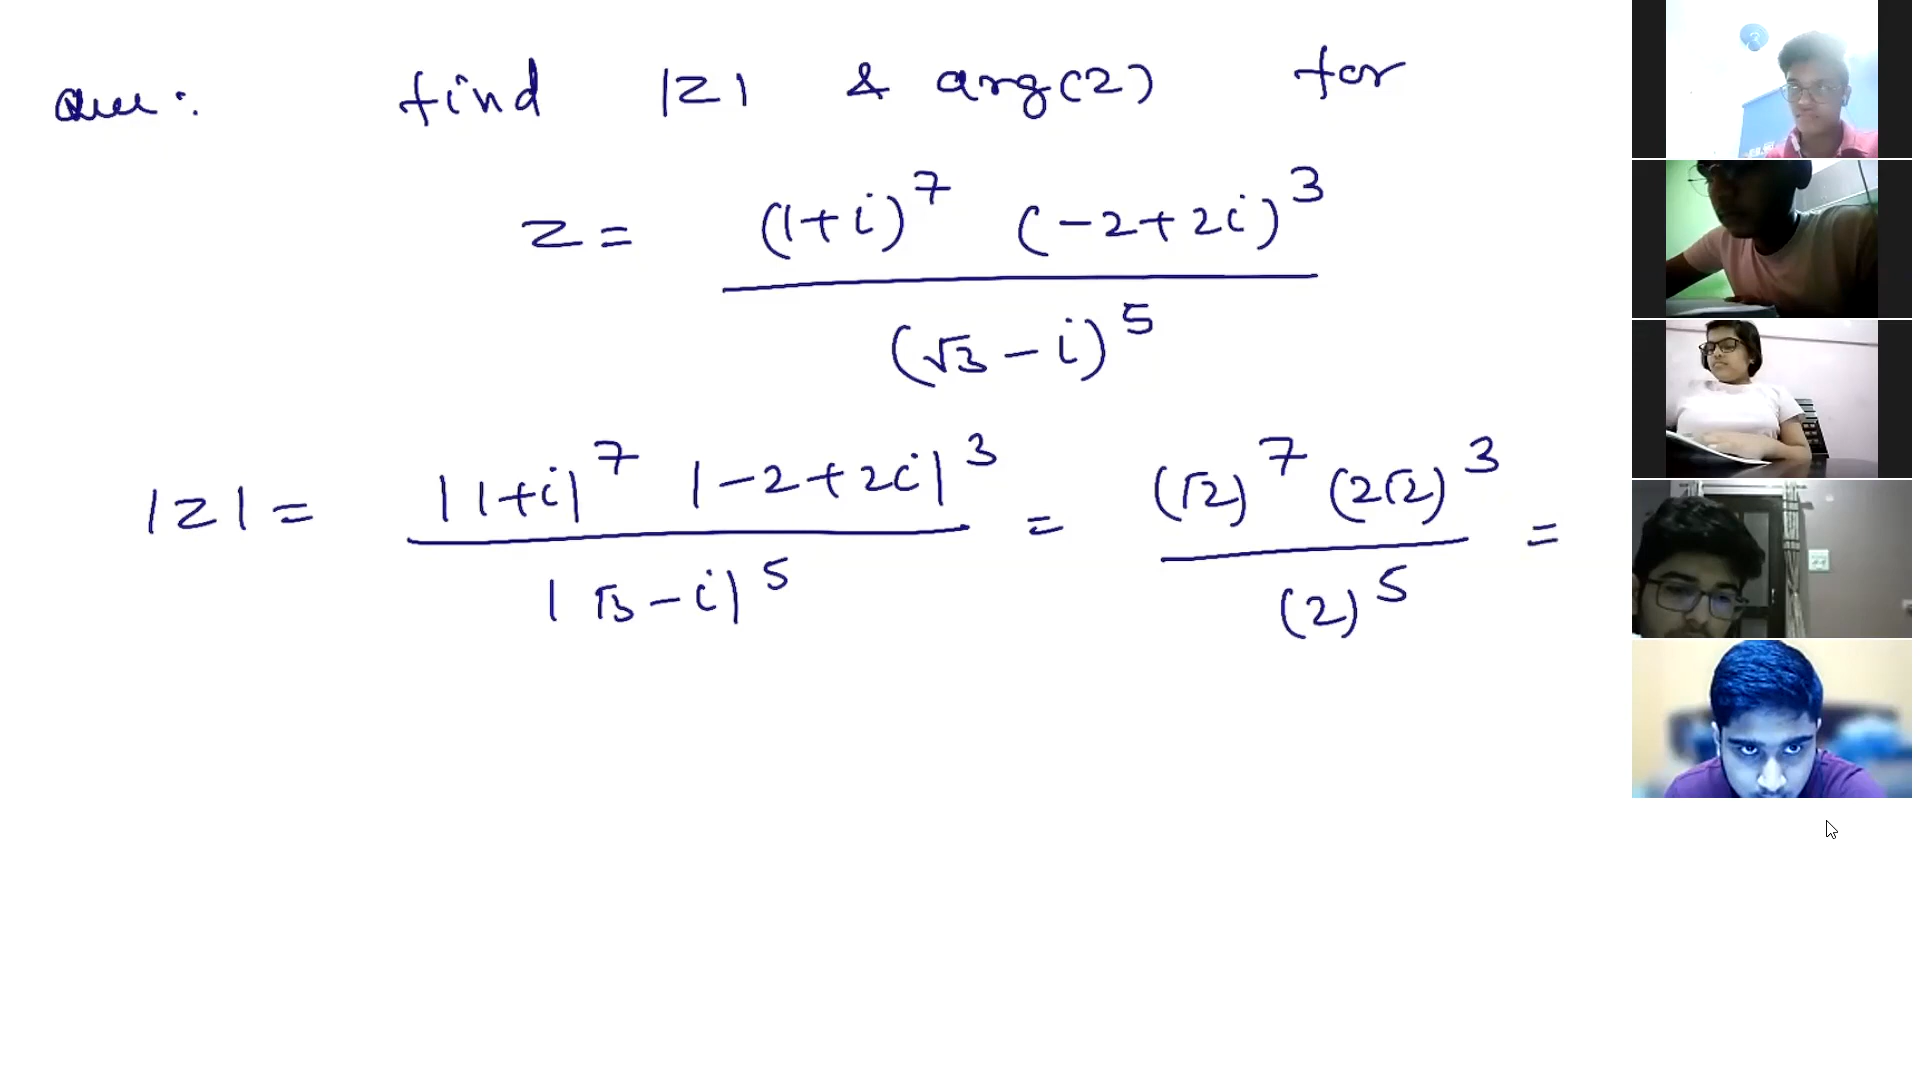 Que: find |z| & arg(z) for
z = (1+i)^7 (-2+2i)^3 / (√3 - i)^5
|z| = |1+i|^7 |-2+2i|^3 / |√3 - i|^5 = (√2)^7 (2√2)^3 / (2)^5 =